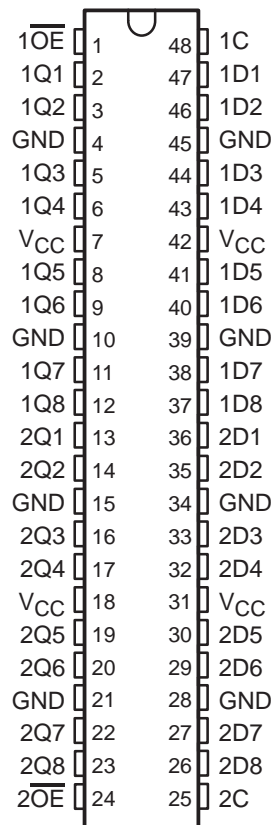 1O̅E̅ 1 48 1C
1Q1 2 47 1D1
1Q2 3 46 1D2
GND 4 45 GND
1Q3 5 44 1D3
1Q4 6 43 1D4
VCC 7 42 VCC
1Q5 8 41 1D5
1Q6 9 40 1D6
GND 10 39 GND
1Q7 11 38 1D7
1Q8 12 37 1D8
2Q1 13 36 2D1
2Q2 14 35 2D2
GND 15 34 GND
2Q3 16 33 2D3
2Q4 17 32 2D4
VCC 18 31 VCC
2Q5 19 30 2D5
2Q6 20 29 2D6
GND 21 28 GND
2Q7 22 27 2D7
2Q8 23 26 2D8
2O̅E̅ 24 25 2C